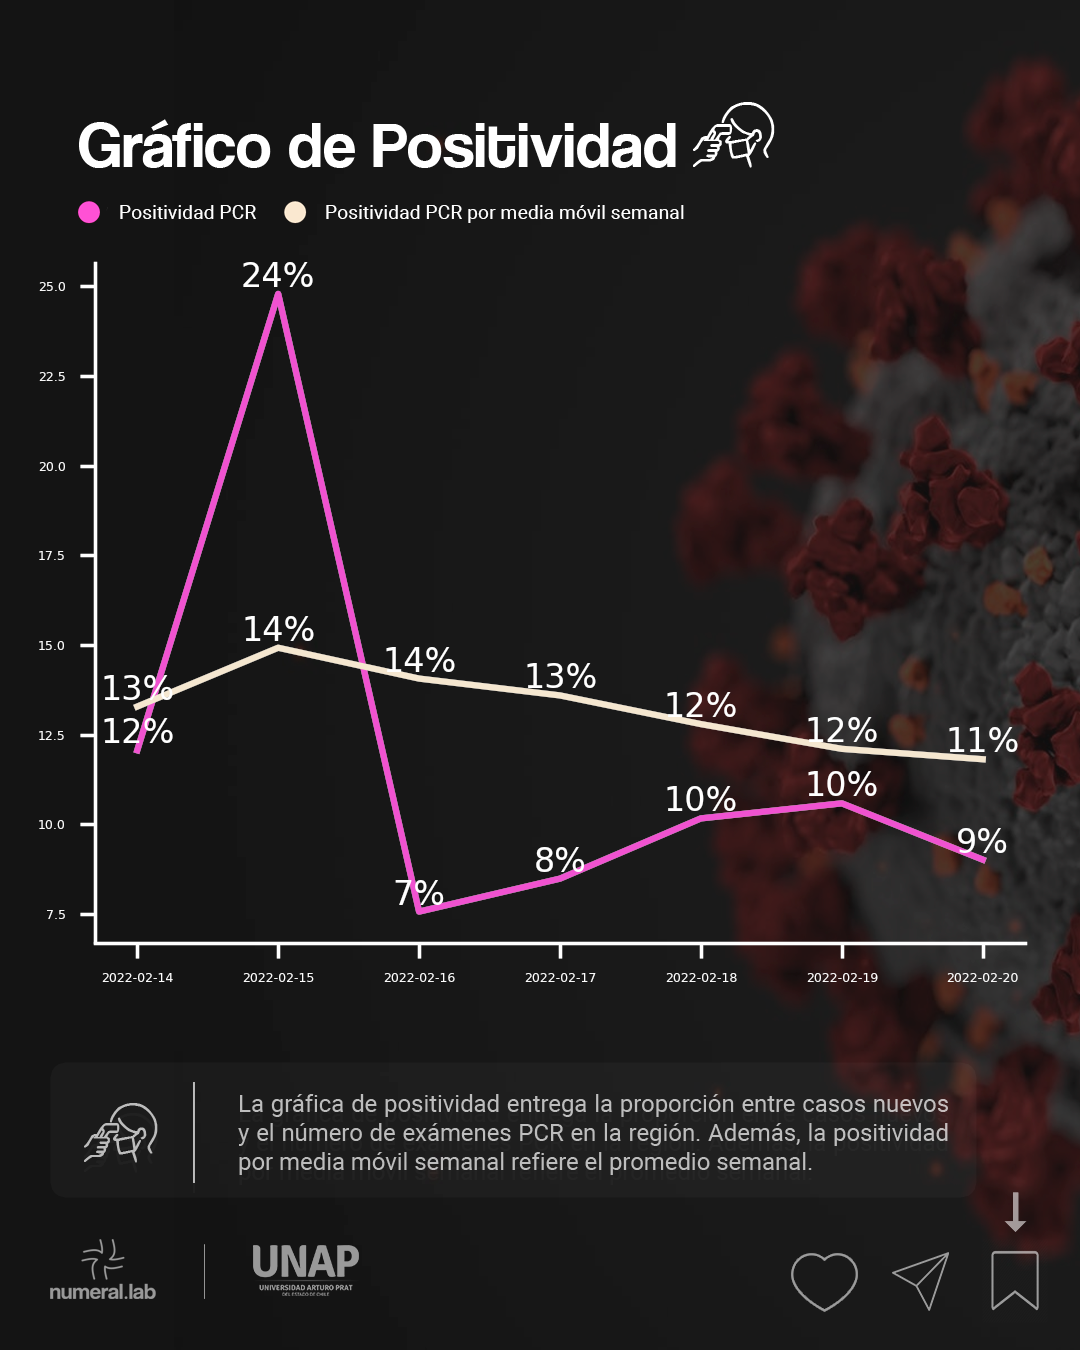 Gráfico de Positividad
Positividad PCR
Positividad PCR por media móvil semanal
25.0
22.5
20.0
17.5
15.0
12.5
10.0
7.5
24%
14%
14%
13%
13%
12%
12%
12%
11%
10%
10%
9%
8%
7%
2022-02-14
2022-02-15
2022-02-16
2022-02-17
2022-02-18
2022-02-19
2022-02-20
La gráfica de positividad entrega la proporción entre casos nuevos
y el número de exámenes PCR en la región. Además, la positividad
por media móvil semanal refiere el promedio semanal.
numeral.lab
UNAP
UNIVERSIDAD ARTURO PRAT
DEL ESTADO DE CHILE